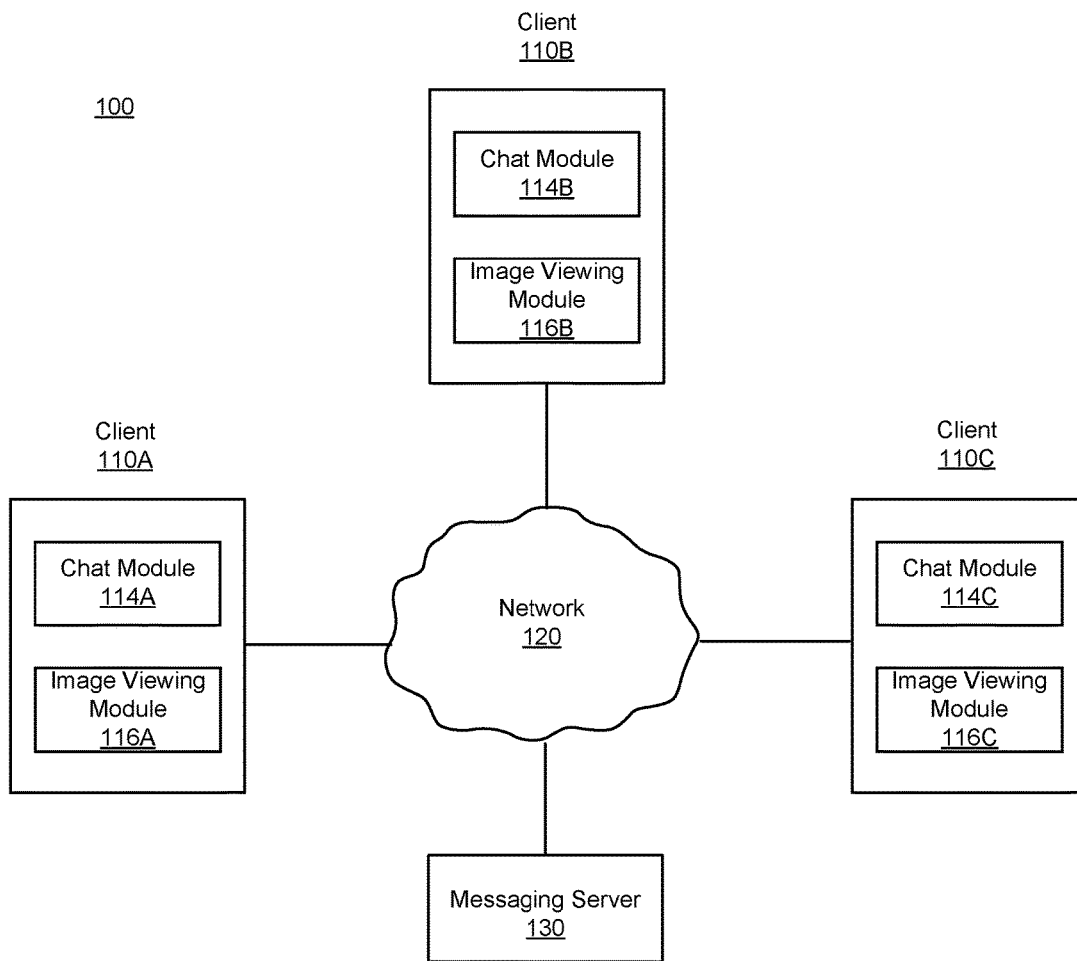 Client
110B
100
Chat Module
114B
Image Viewing
Module
116B
Client
110A
Chat Module
114A
Image Viewing
Module
116A
Network
120
Client
110C
Chat Module
114C
Image Viewing
Module
116C
Messaging Server
130